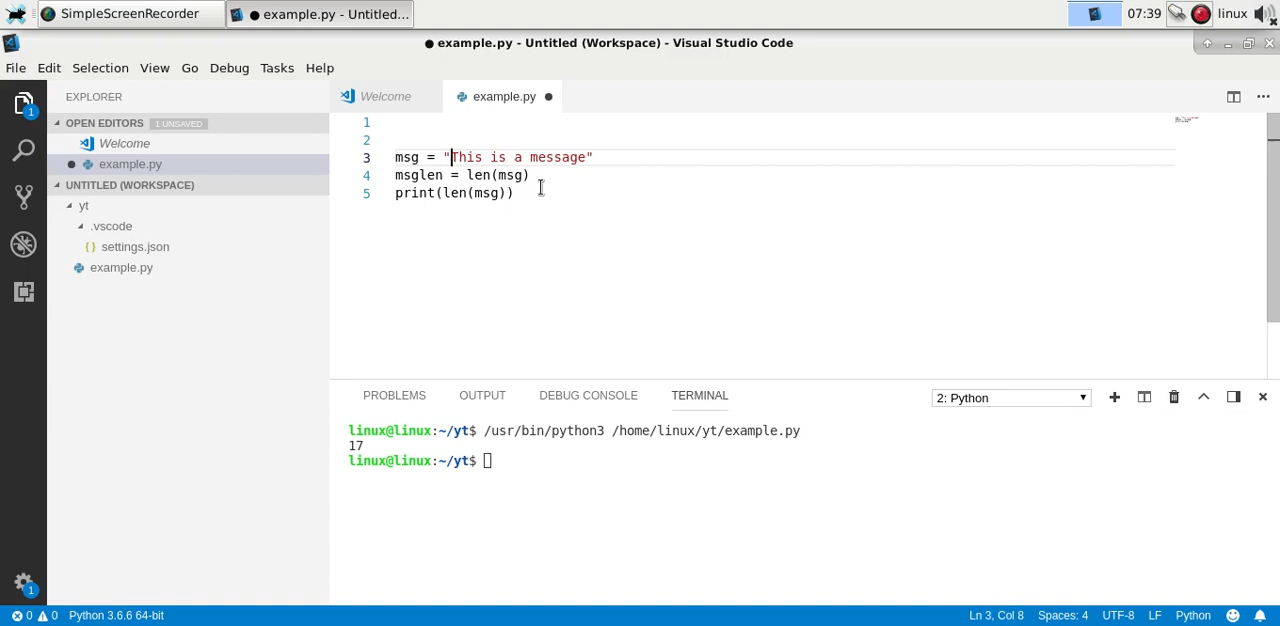 SimpleScreenRecorder ● example.py - Untitled... 07:39 linux
● example.py - Untitled (Workspace) - Visual Studio Code
File Edit Selection View Go Debug Tasks Help
EXPLORER
OPEN EDITORS 1 UNSAVED
Welcome
● example.py
UNTITLED (WORKSPACE)
yt
.vscode
{} settings.json
example.py
1
1
Welcome example.py ●
1
2
3 msg = "This is a message"
4 msglen = len(msg)
5 print(len(msg))
PROBLEMS OUTPUT DEBUG CONSOLE TERMINAL 2: Python
linux@linux:~/yt$ /usr/bin/python3 /home/linux/yt/example.py
17
linux@linux:~/yt$
0 0 Python 3.6.6 64-bit Ln 3, Col 8 Spaces: 4 UTF-8 LF Python